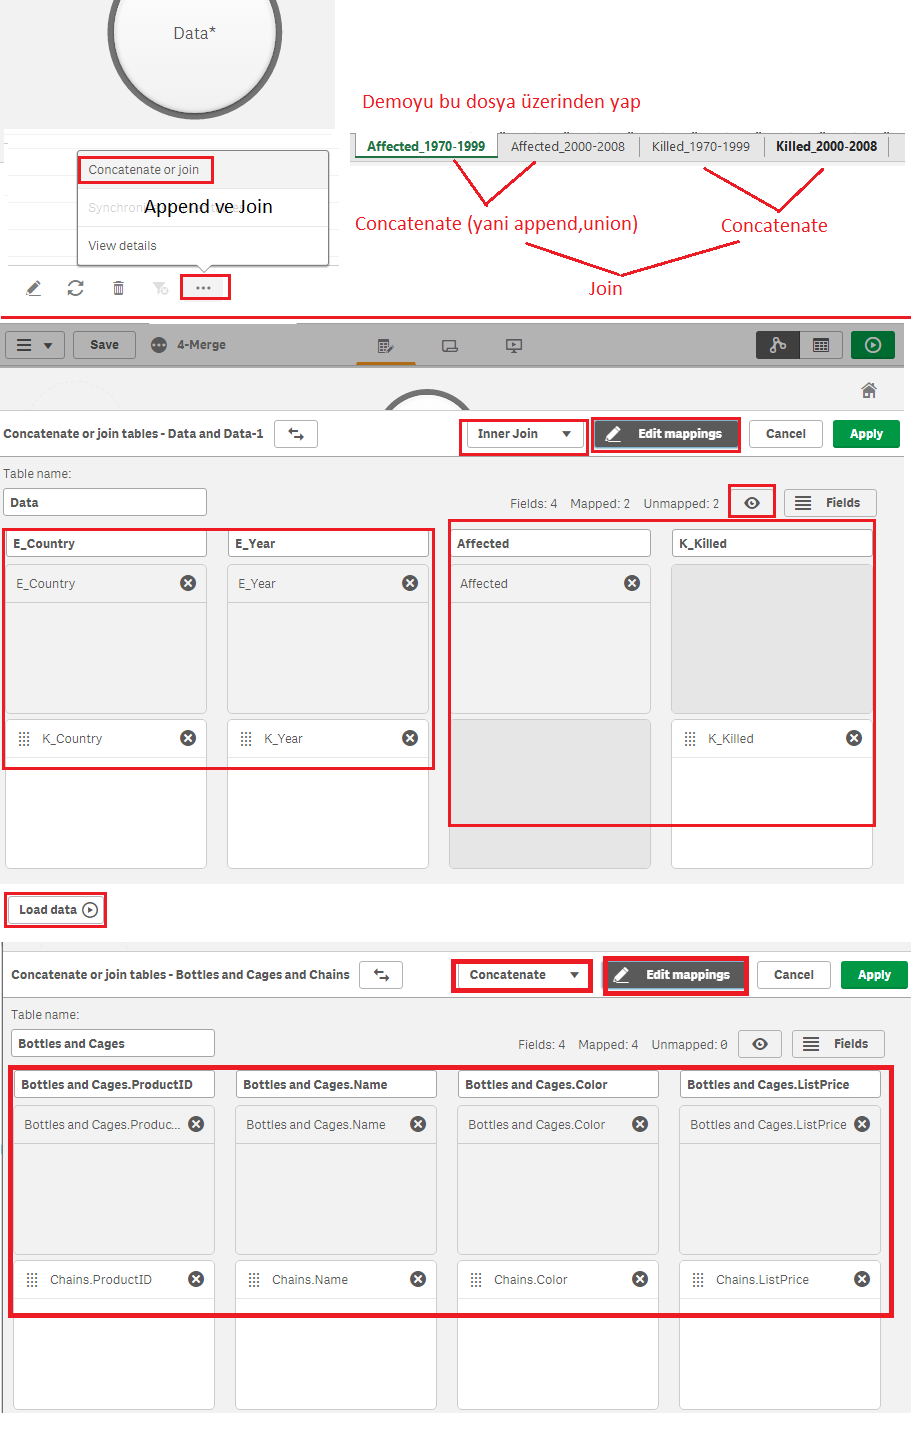 Data*
Demoyu bu dosya üzerinden yap
Affected_1970-1999 Affected_2000-2008 Killed_1970-1999 Killed_2000-2008
Concatenate (yani append,union) Concatenate
Join
Concatenate or join
Append ve Join
View details
Save 4-Merge
Concatenate or join tables - Data and Data-1 Inner Join Edit mappings Cancel Apply
Table name:
Data Fields: 4 Mapped: 2 Unmapped: 2 Fields
E_Country E_Year Affected K_Killed
E_Country E_Year Affected
K_Country K_Year K_Killed
Load data
Concatenate or join tables - Bottles and Cages and Chains Concatenate Edit mappings Cancel Apply
Table name:
Bottles and Cages Fields: 4 Mapped: 4 Unmapped: 0 Fields
Bottles and Cages.ProductID Bottles and Cages.Name Bottles and Cages.Color Bottles and Cages.ListPrice
Bottles and Cages.Produc... Bottles and Cages.Name Bottles and Cages.Color Bottles and Cages.ListPrice
Chains.ProductID Chains.Name Chains.Color Chains.ListPrice